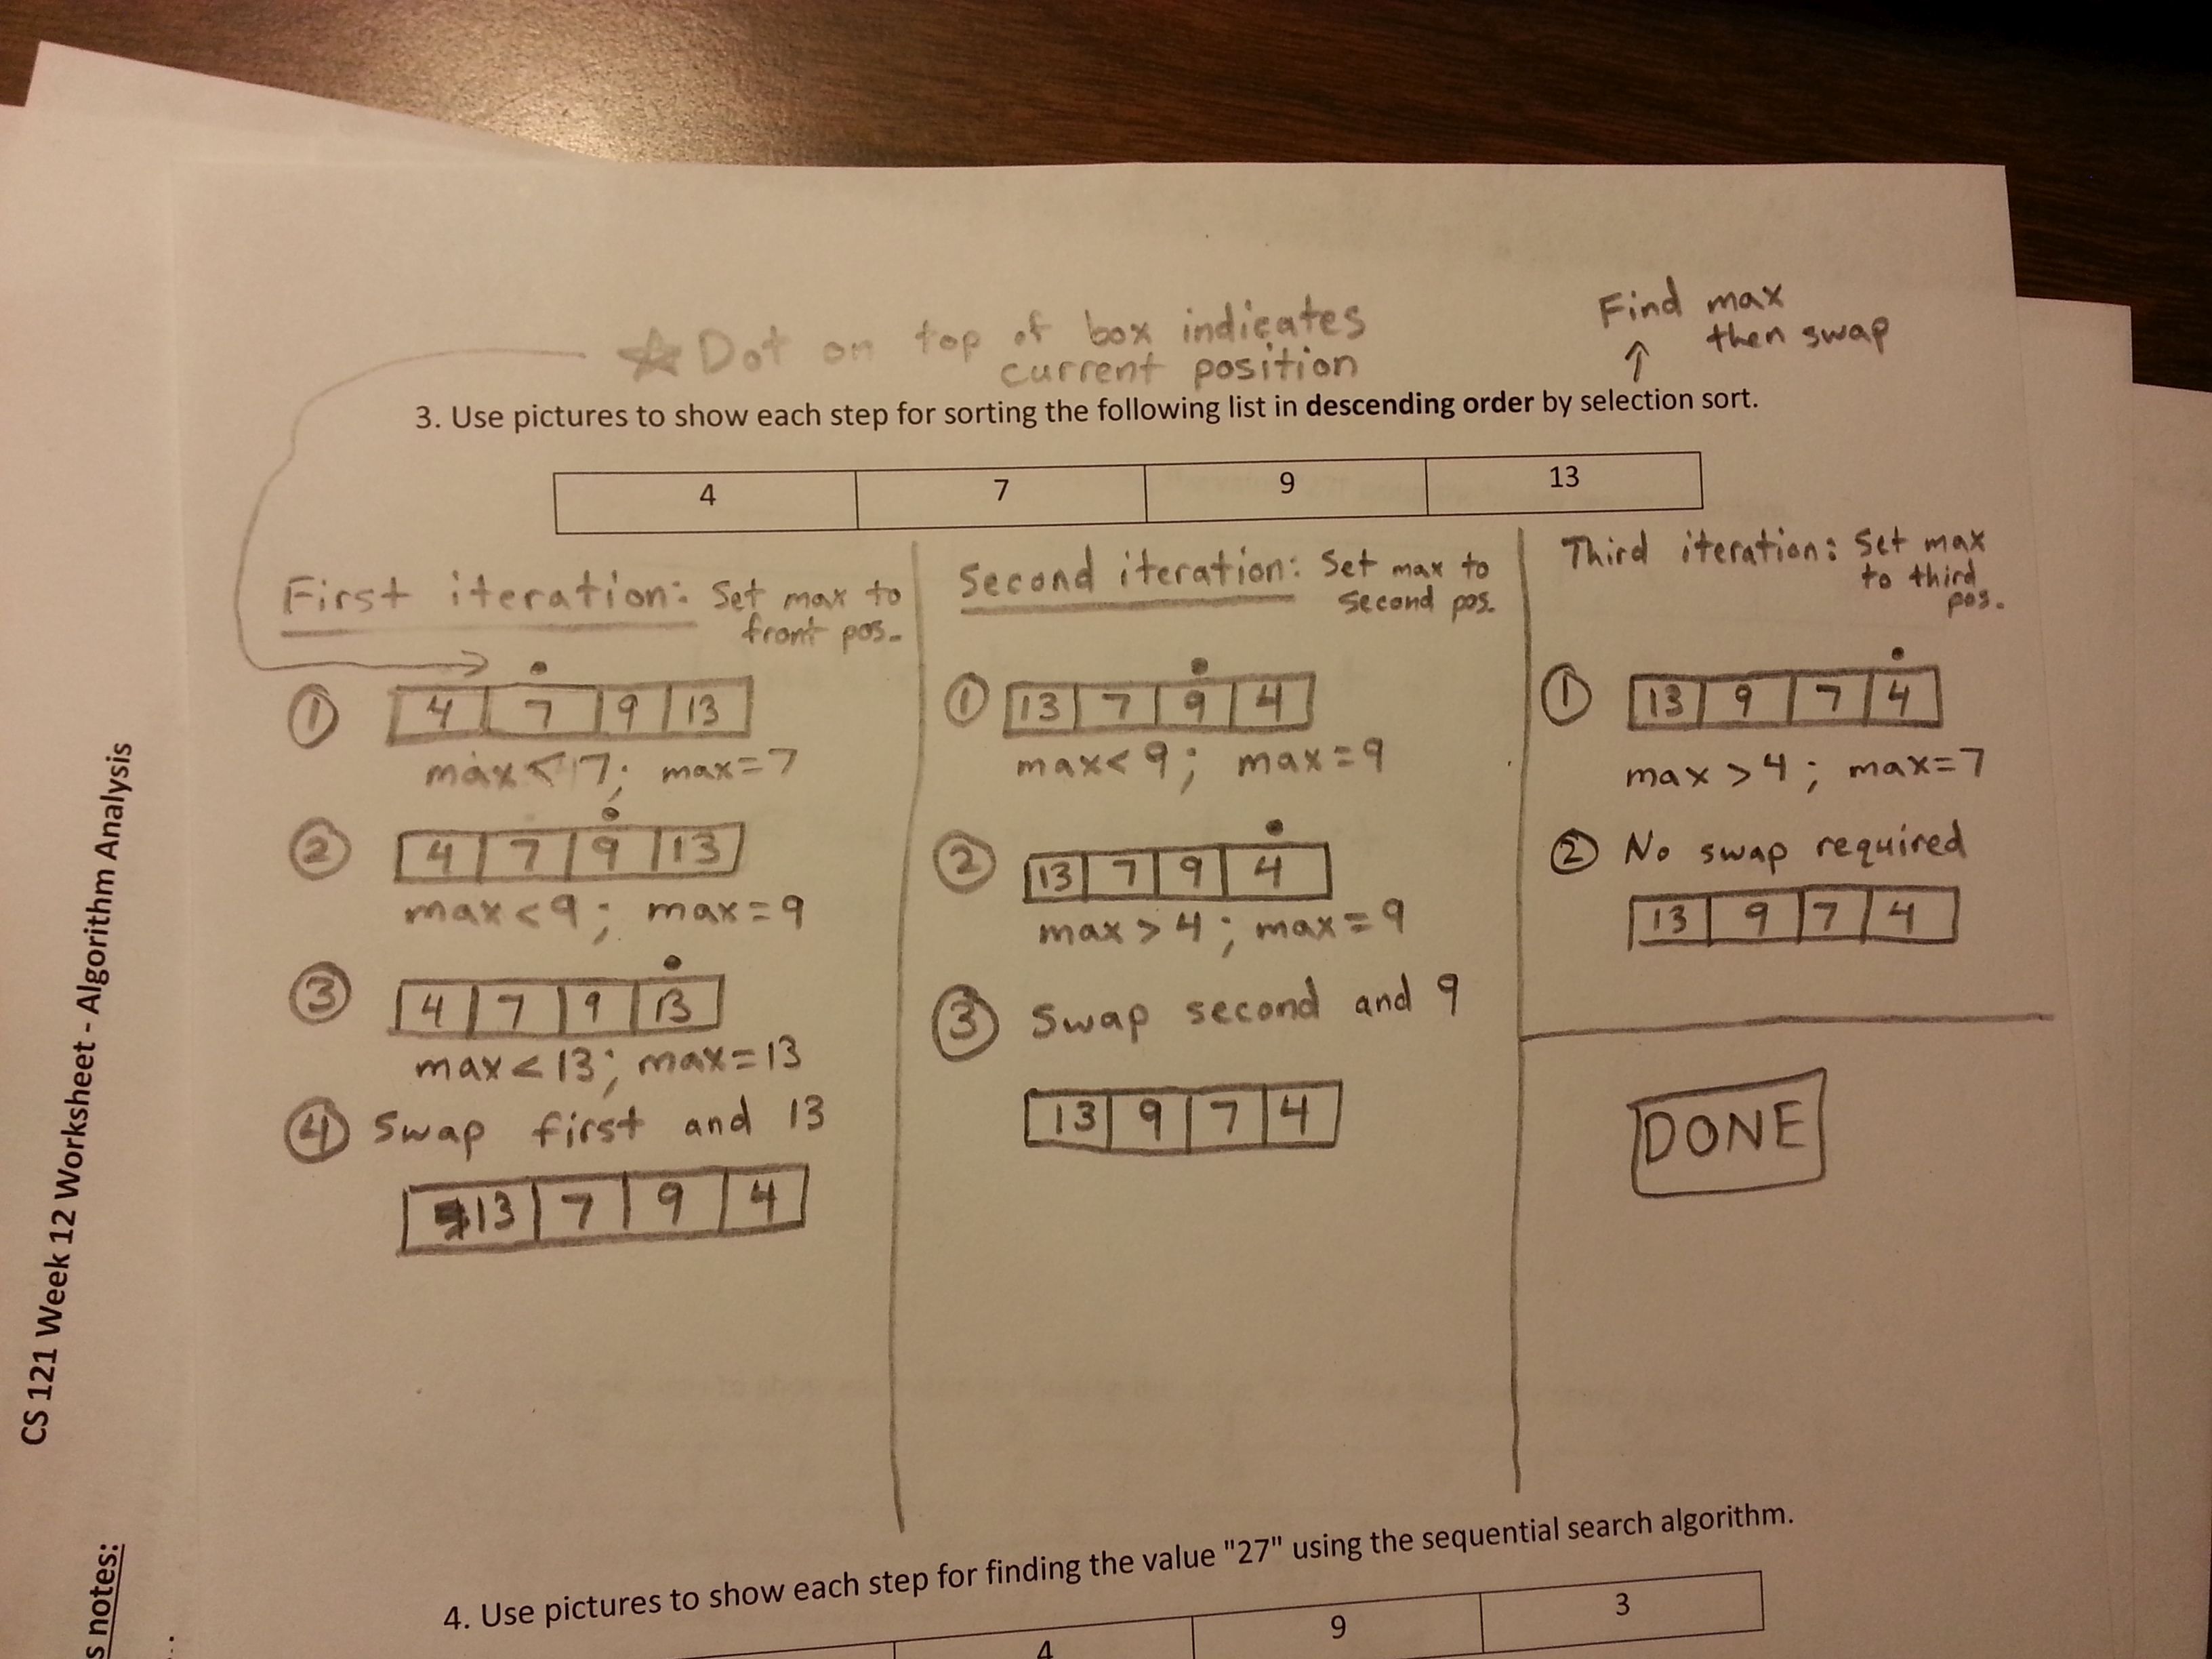 ☆ Dot on top of box indicates
current position
Find max
then swap
↑
3. Use pictures to show each step for sorting the following list in descending order by selection sort.
4 7 9 13
First iteration: Set max to
front pos.
① 4 7 9 13
max < 7; max=7
② 4 7 9 13
max < 9; max=9
③ 4 7 9 13
max < 13; max=13
④ Swap first and 13
13 7 9 4
Second iteration: Set max to
second pos.
① 13 7 9 4
max < 9; max=9
② 13 7 9 4
max > 4; max=9
③ Swap second and 9
13 9 7 4
Third iteration: Set max
to third
pos.
① 13 9 7 4
max > 4; max=7
② No swap required
13 9 7 4
DONE
4. Use pictures to show each step for finding the value "27" using the sequential search algorithm.
4 9 3
CS 121 Week 12 Worksheet - Algorithm Analysis
notes: